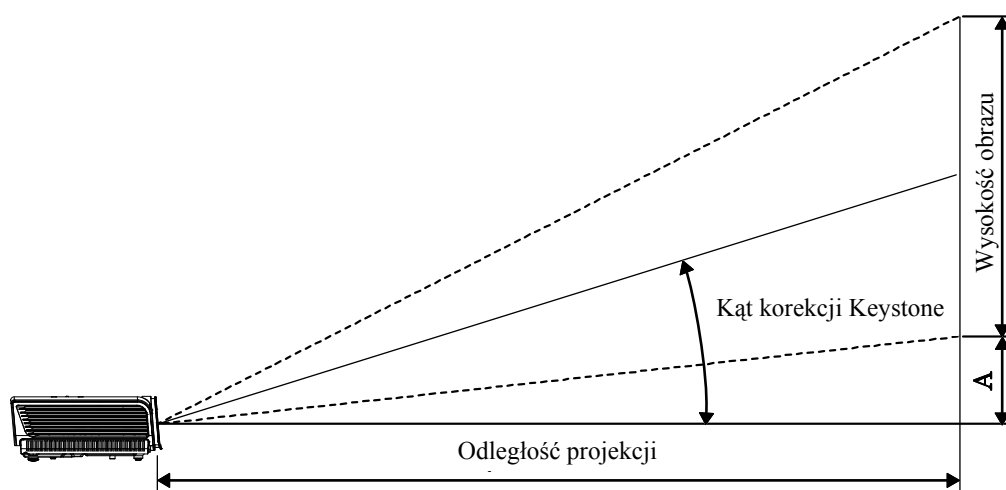 Wysokość obrazu
Kąt korekcji Keystone
A
Odległość projekcji